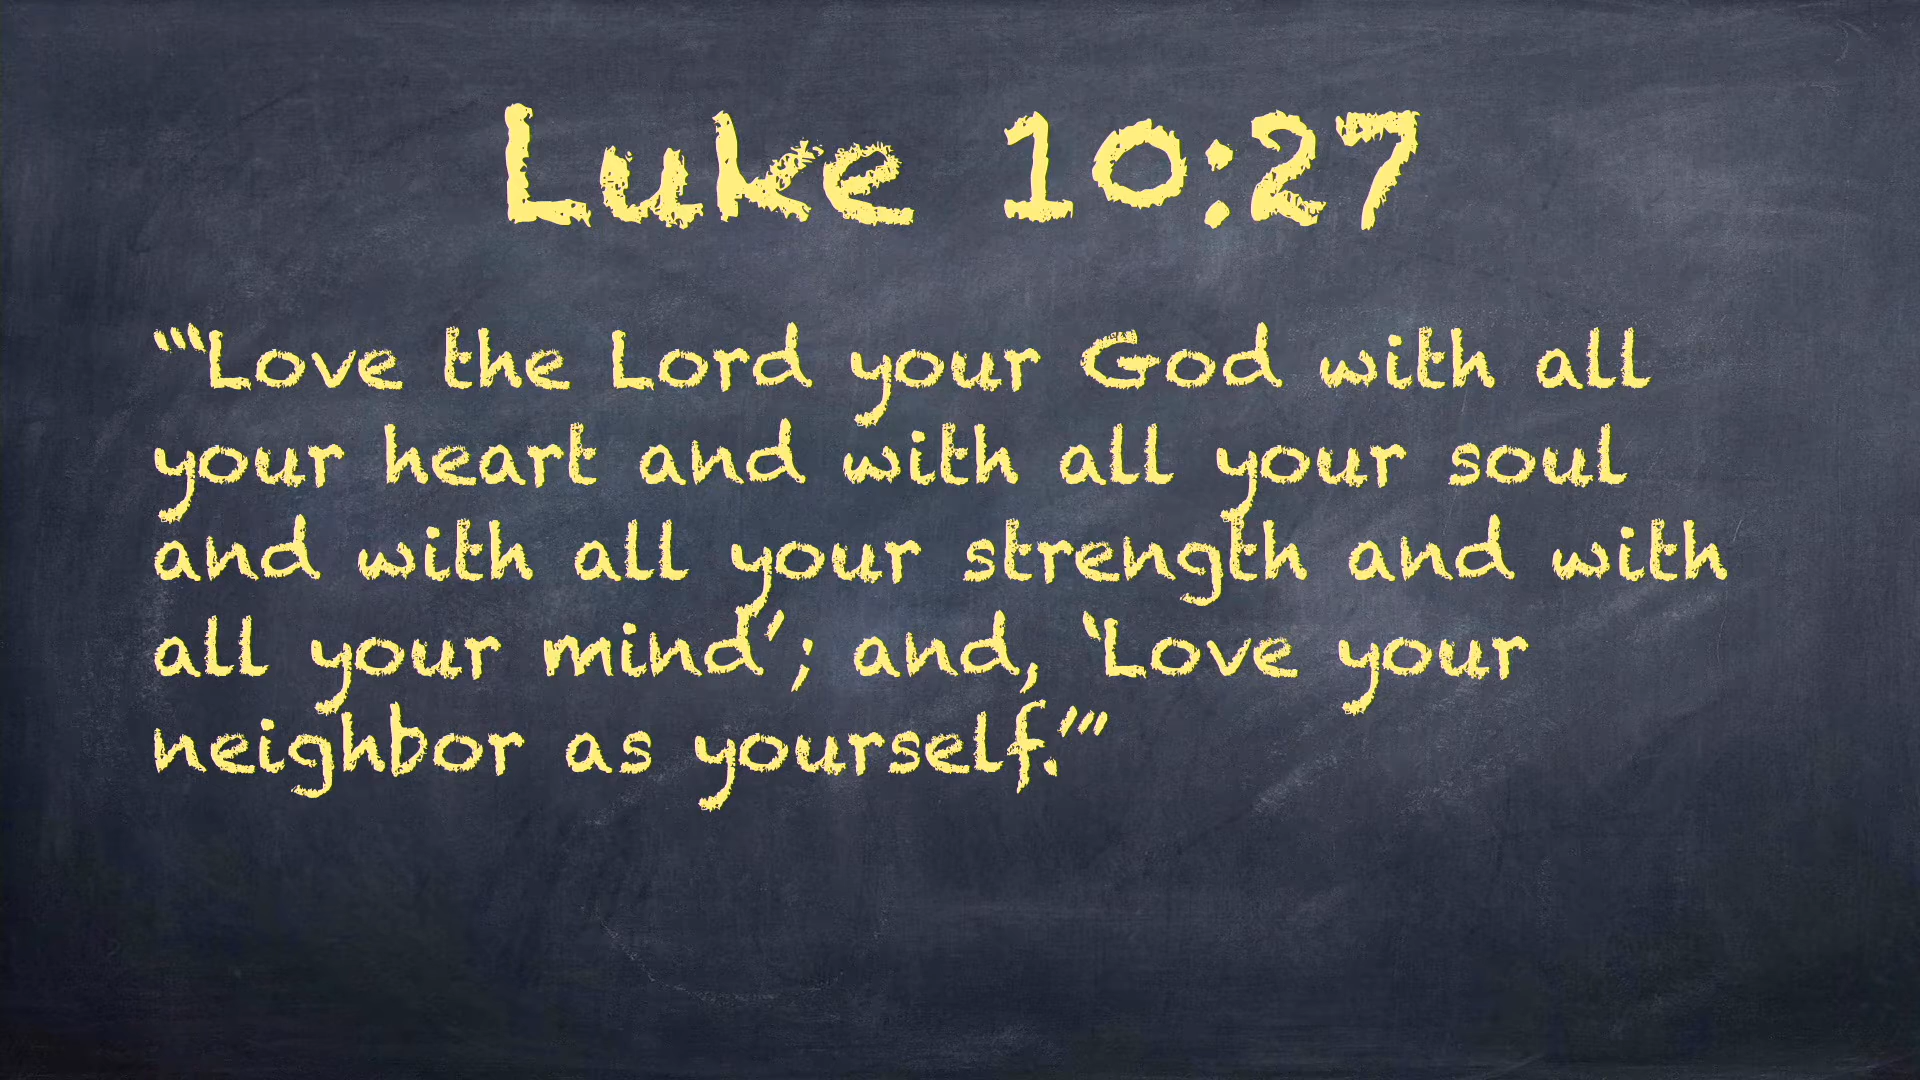 Luke 10:27
“‘Love the Lord your God with all
your heart and with all your soul
and with all your strength and with
all your mind’; and, ‘Love your
neighbor as yourself.’”